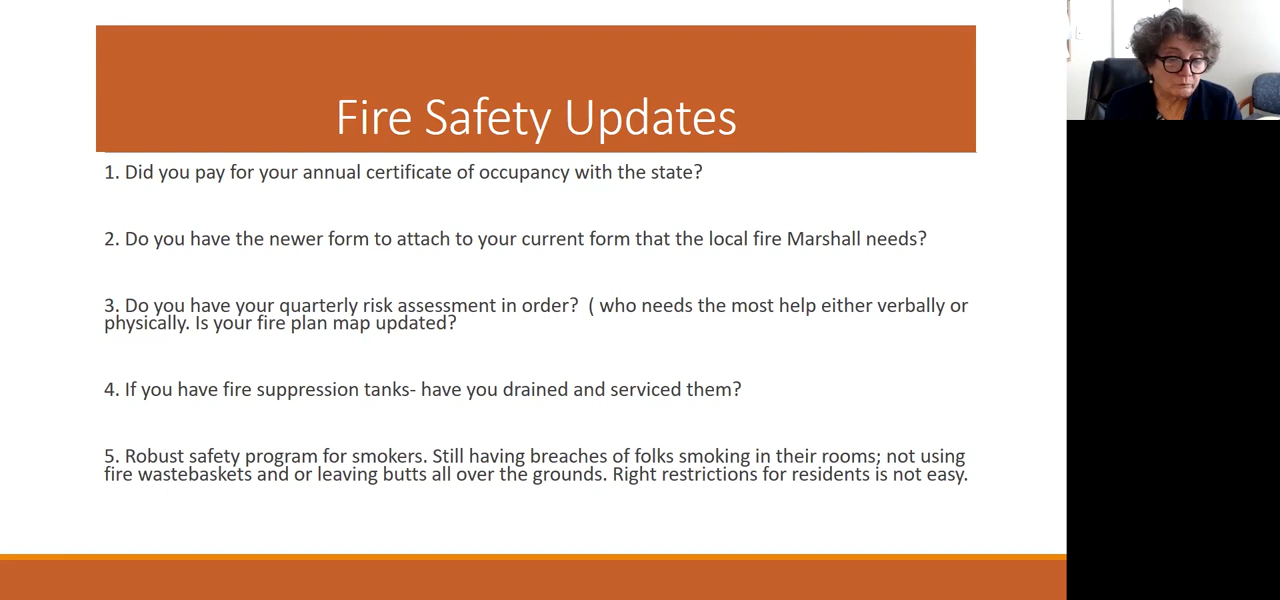 Fire Safety Updates
1. Did you pay for your annual certificate of occupancy with the state?
2. Do you have the newer form to attach to your current form that the local fire Marshall needs?
3. Do you have your quarterly risk assessment in order?  ( who needs the most help either verbally or
physically. Is your fire plan map updated?
4. If you have fire suppression tanks- have you drained and serviced them?
5. Robust safety program for smokers. Still having breaches of folks smoking in their rooms; not using
fire wastebaskets and or leaving butts all over the grounds. Right restrictions for residents is not easy.